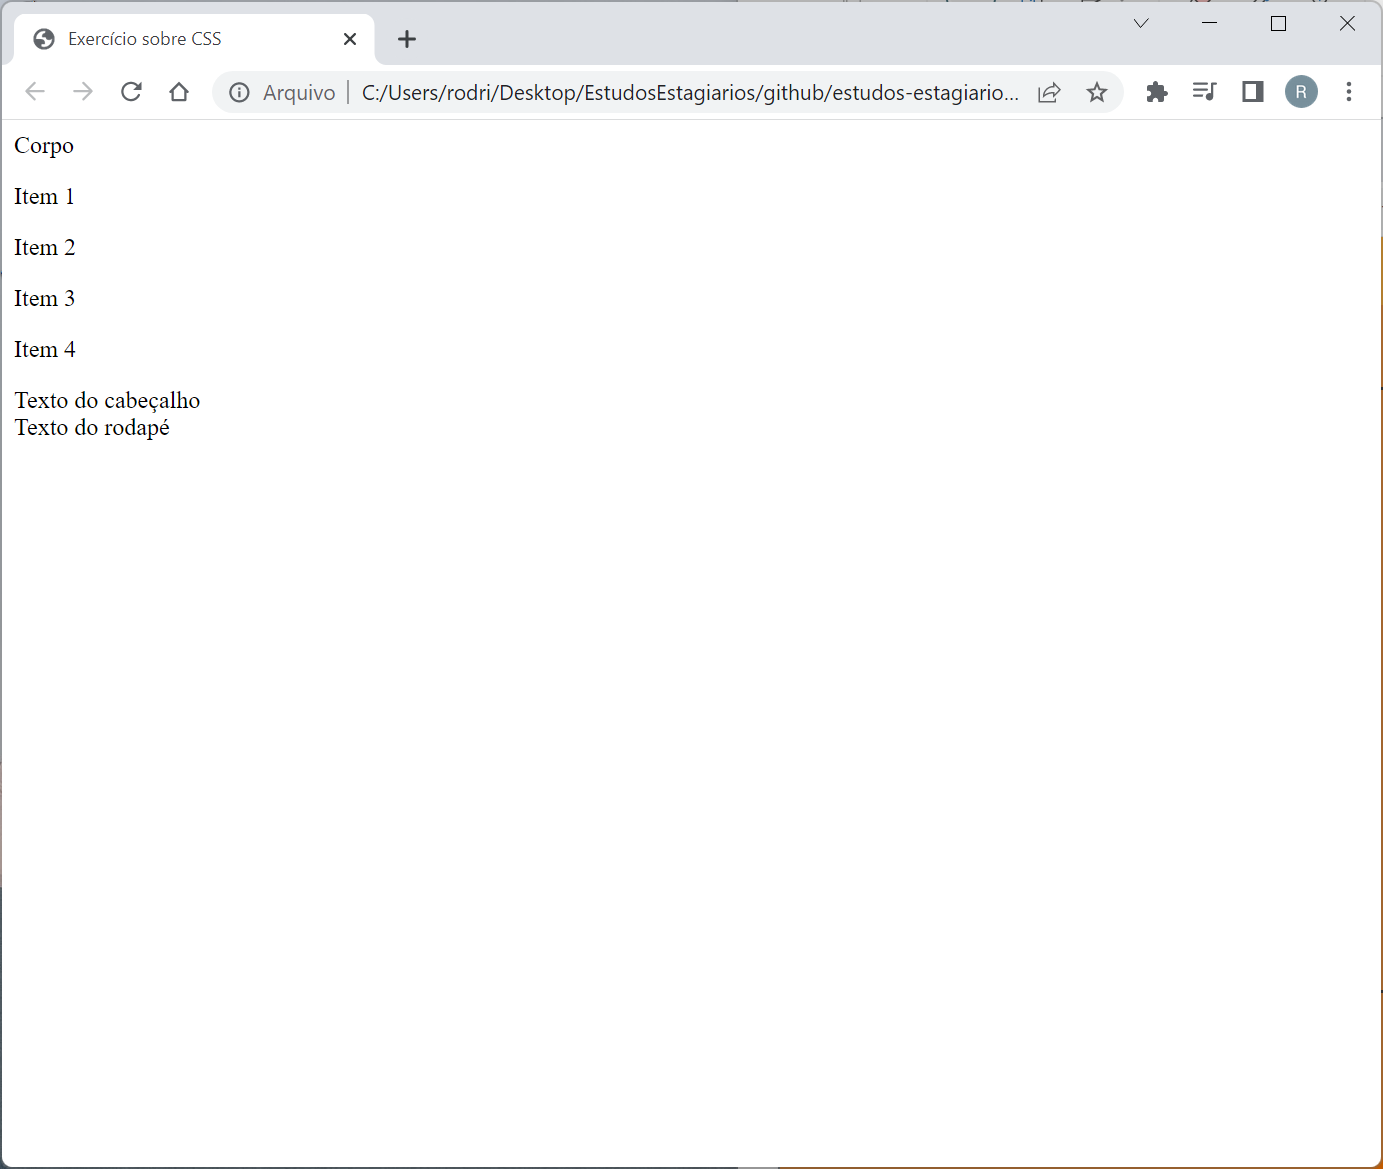 Exercício sobre CSS
Arquivo | C:/Users/rodri/Desktop/EstudosEstagiarios/github/estudos-estagiario...
R
Corpo
Item 1
Item 2
Item 3
Item 4
Texto do cabeçalho
Texto do rodapé